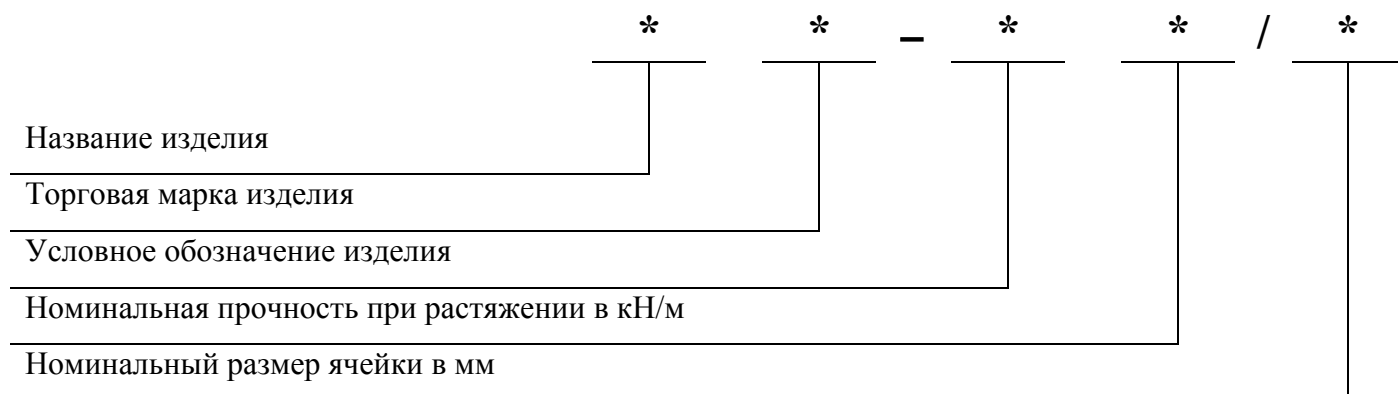 * * – * * / *
Название изделия
Торговая марка изделия
Условное обозначение изделия
Номинальная прочность при растяжении в кН/м
Номинальный размер ячейки в мм